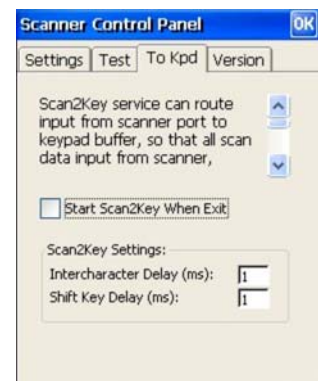 Scanner Control Panel OK
Settings Test To Kpd Version
Scan2Key service can route
input from scanner port to
keypad buffer, so that all scan
data input from scanner,
Start Scan2Key When Exit
Scan2Key Settings:
Intercharacter Delay (ms): 1
Shift Key Delay (ms): 1